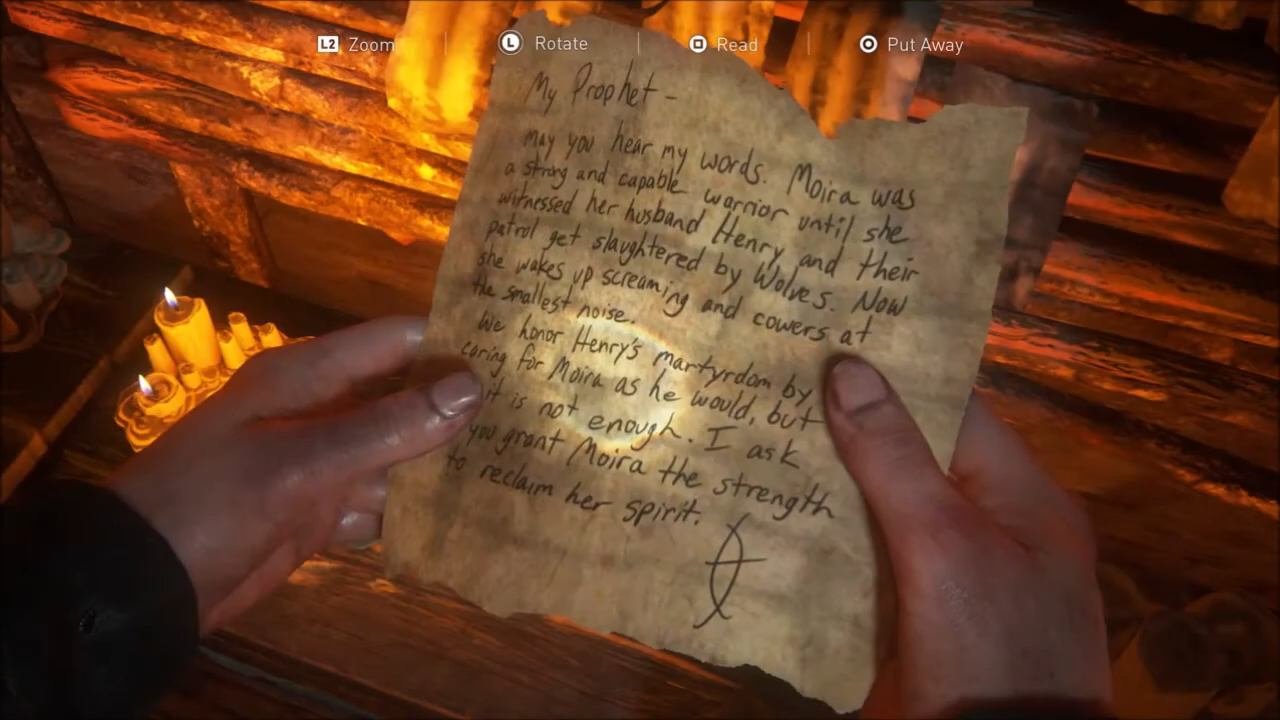 L2 Zoom L Rotate Read Put Away
My Prophet -
may you hear my words. Moira was
a strong and capable warrior until she
witnessed her husband Henry and their
patrol get slaughtered by Wolves. Now
she wakes up screaming and cowers at
the smallest noise.
We honor Henry's martyrdom by
caring for Moira as he would, but
it is not enough. I ask
you grant Moira the strength
to reclaim her spirit.